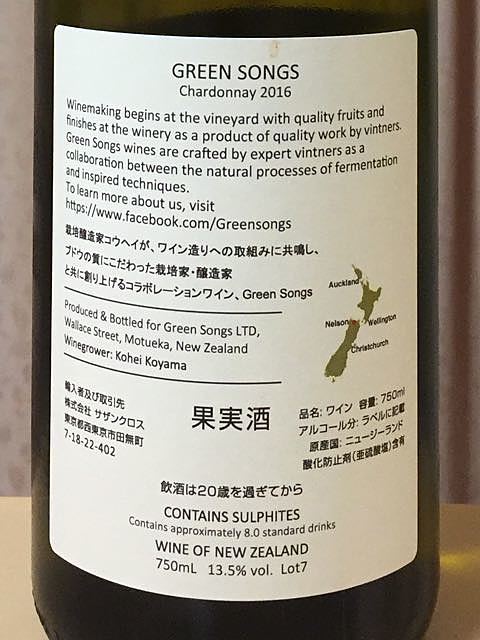 GREEN SONGS
Chardonnay 2016
Winemaking begins at the vineyard with quality fruits and
finishes at the winery as a product of quality work by vintners.
Green Songs wines are crafted by expert vintners as a
collaboration between the natural processes of fermentation
and inspired techniques.
To learn more about us, visit
https://www.facebook.com/Greensongs
栽培醸造家コウヘイが、ワイン造りへの取組みに共鳴し、
ブドウの質にこだわった栽培家・醸造家
と共に創り上げるコラボレーションワイン、Green Songs
Auckland
Nelson
Wellington
Christchurch
Produced & Bottled for Green Songs LTD,
Wallace Street, Motueka, New Zealand
Winegrower: Kohei Koyama
輸入者及び取引先
株式会社 サザンクロス
東京都西東京市田無町
7-18-22-402
果実酒
品名: ワイン 容量: 750ml
アルコール分: ラベルに記載
原産国: ニュージーランド
酸化防止剤(亜硫酸塩)含有
飲酒は20歳を過ぎてから
CONTAINS SULPHITES
Contains approximately 8.0 standard drinks
WINE OF NEW ZEALAND
750mL 13.5% vol. Lot7